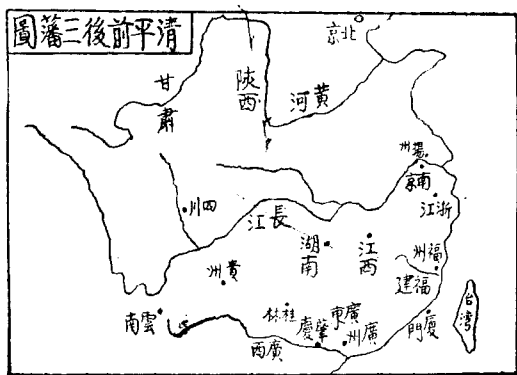 清平前後三藩圖
北京
甘肅
陝西
黃河
揚州
南京
浙江
四川
長江
湖南
江西
福州
福建
貴州
台灣
廈門
雲南
桂林
廣東
肇慶
廣州
廣西